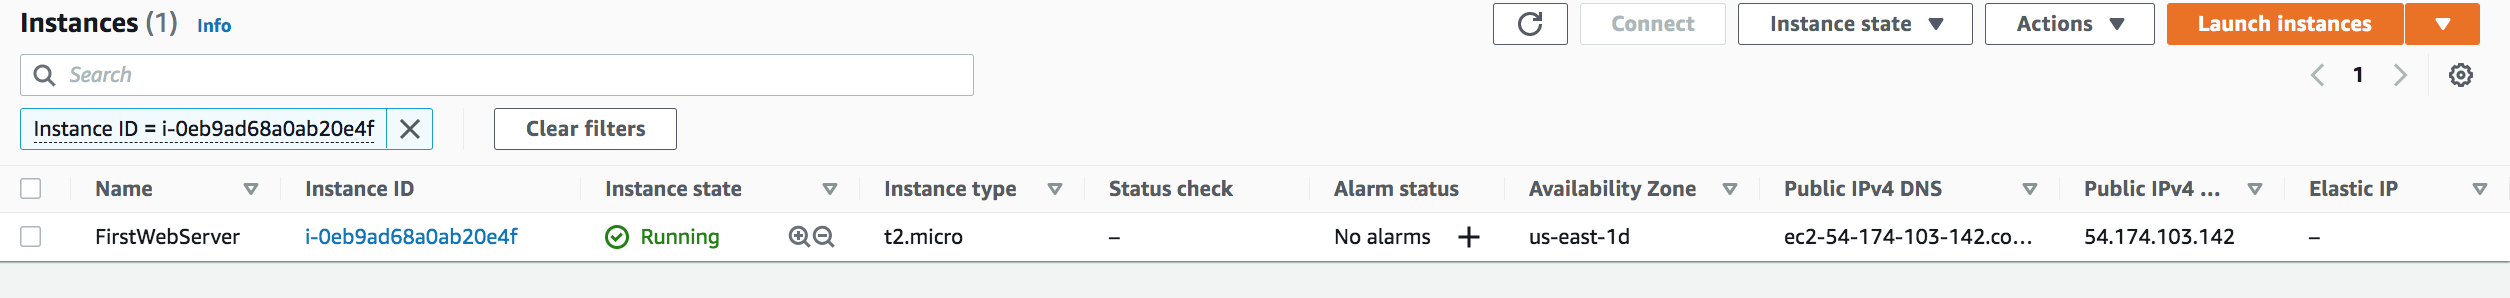 Instances (1) Info
Connect
Instance state
Actions
Launch instances
Search
1
Instance ID = i-0eb9ad68a0ab20e4f
Clear filters
Name Instance ID Instance state Instance type Status check Alarm status Availability Zone Public IPv4 DNS Public IPv4 ... Elastic IP
FirstWebServer i-0eb9ad68a0ab20e4f Running t2.micro – No alarms + us-east-1d ec2-54-174-103-142.co... 54.174.103.142 –